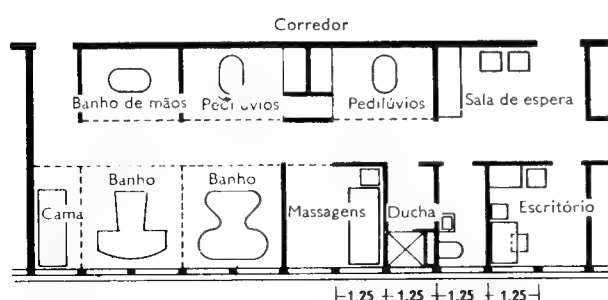 Corredor
Banho de mãos
Pedilúvios
Pedilúvios
Sala de espera
Banho
Banho
Cama
Massagens
Ducha
Escritório
1.25
1.25
1.25
1.25